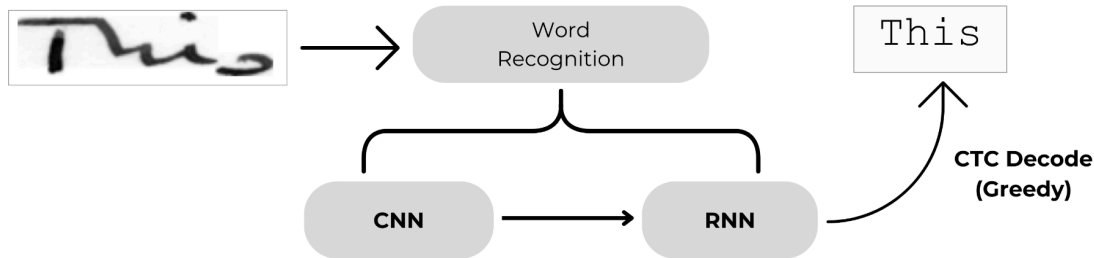 This
Word
Recognition
This
CNN
RNN
CTC Decode
(Greedy)